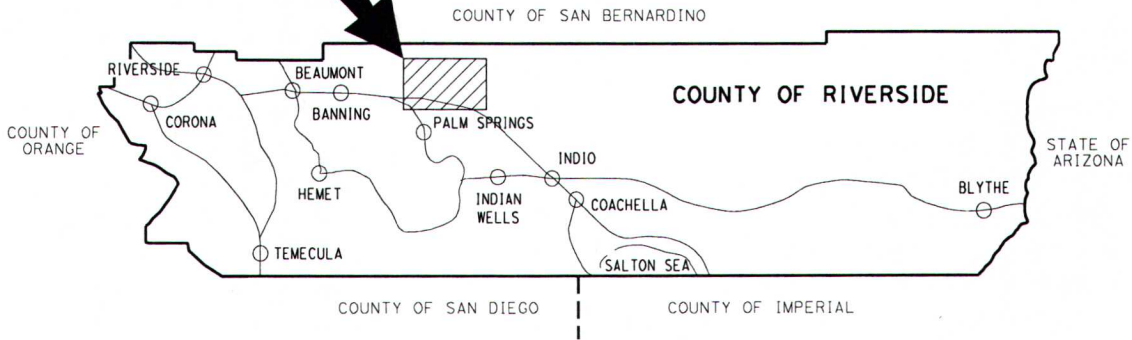 COUNTY OF SAN BERNARDINO
RIVERSIDE
BEAUMONT
COUNTY OF RIVERSIDE
BANNING
CORONA
PALM SPRINGS
COUNTY OF
ORANGE
STATE OF
ARIZONA
INDIO
HEMET
INDIAN
WELLS
COACHELLA
BLYTHE
TEMECULA
SALTON SEA
COUNTY OF SAN DIEGO
COUNTY OF IMPERIAL